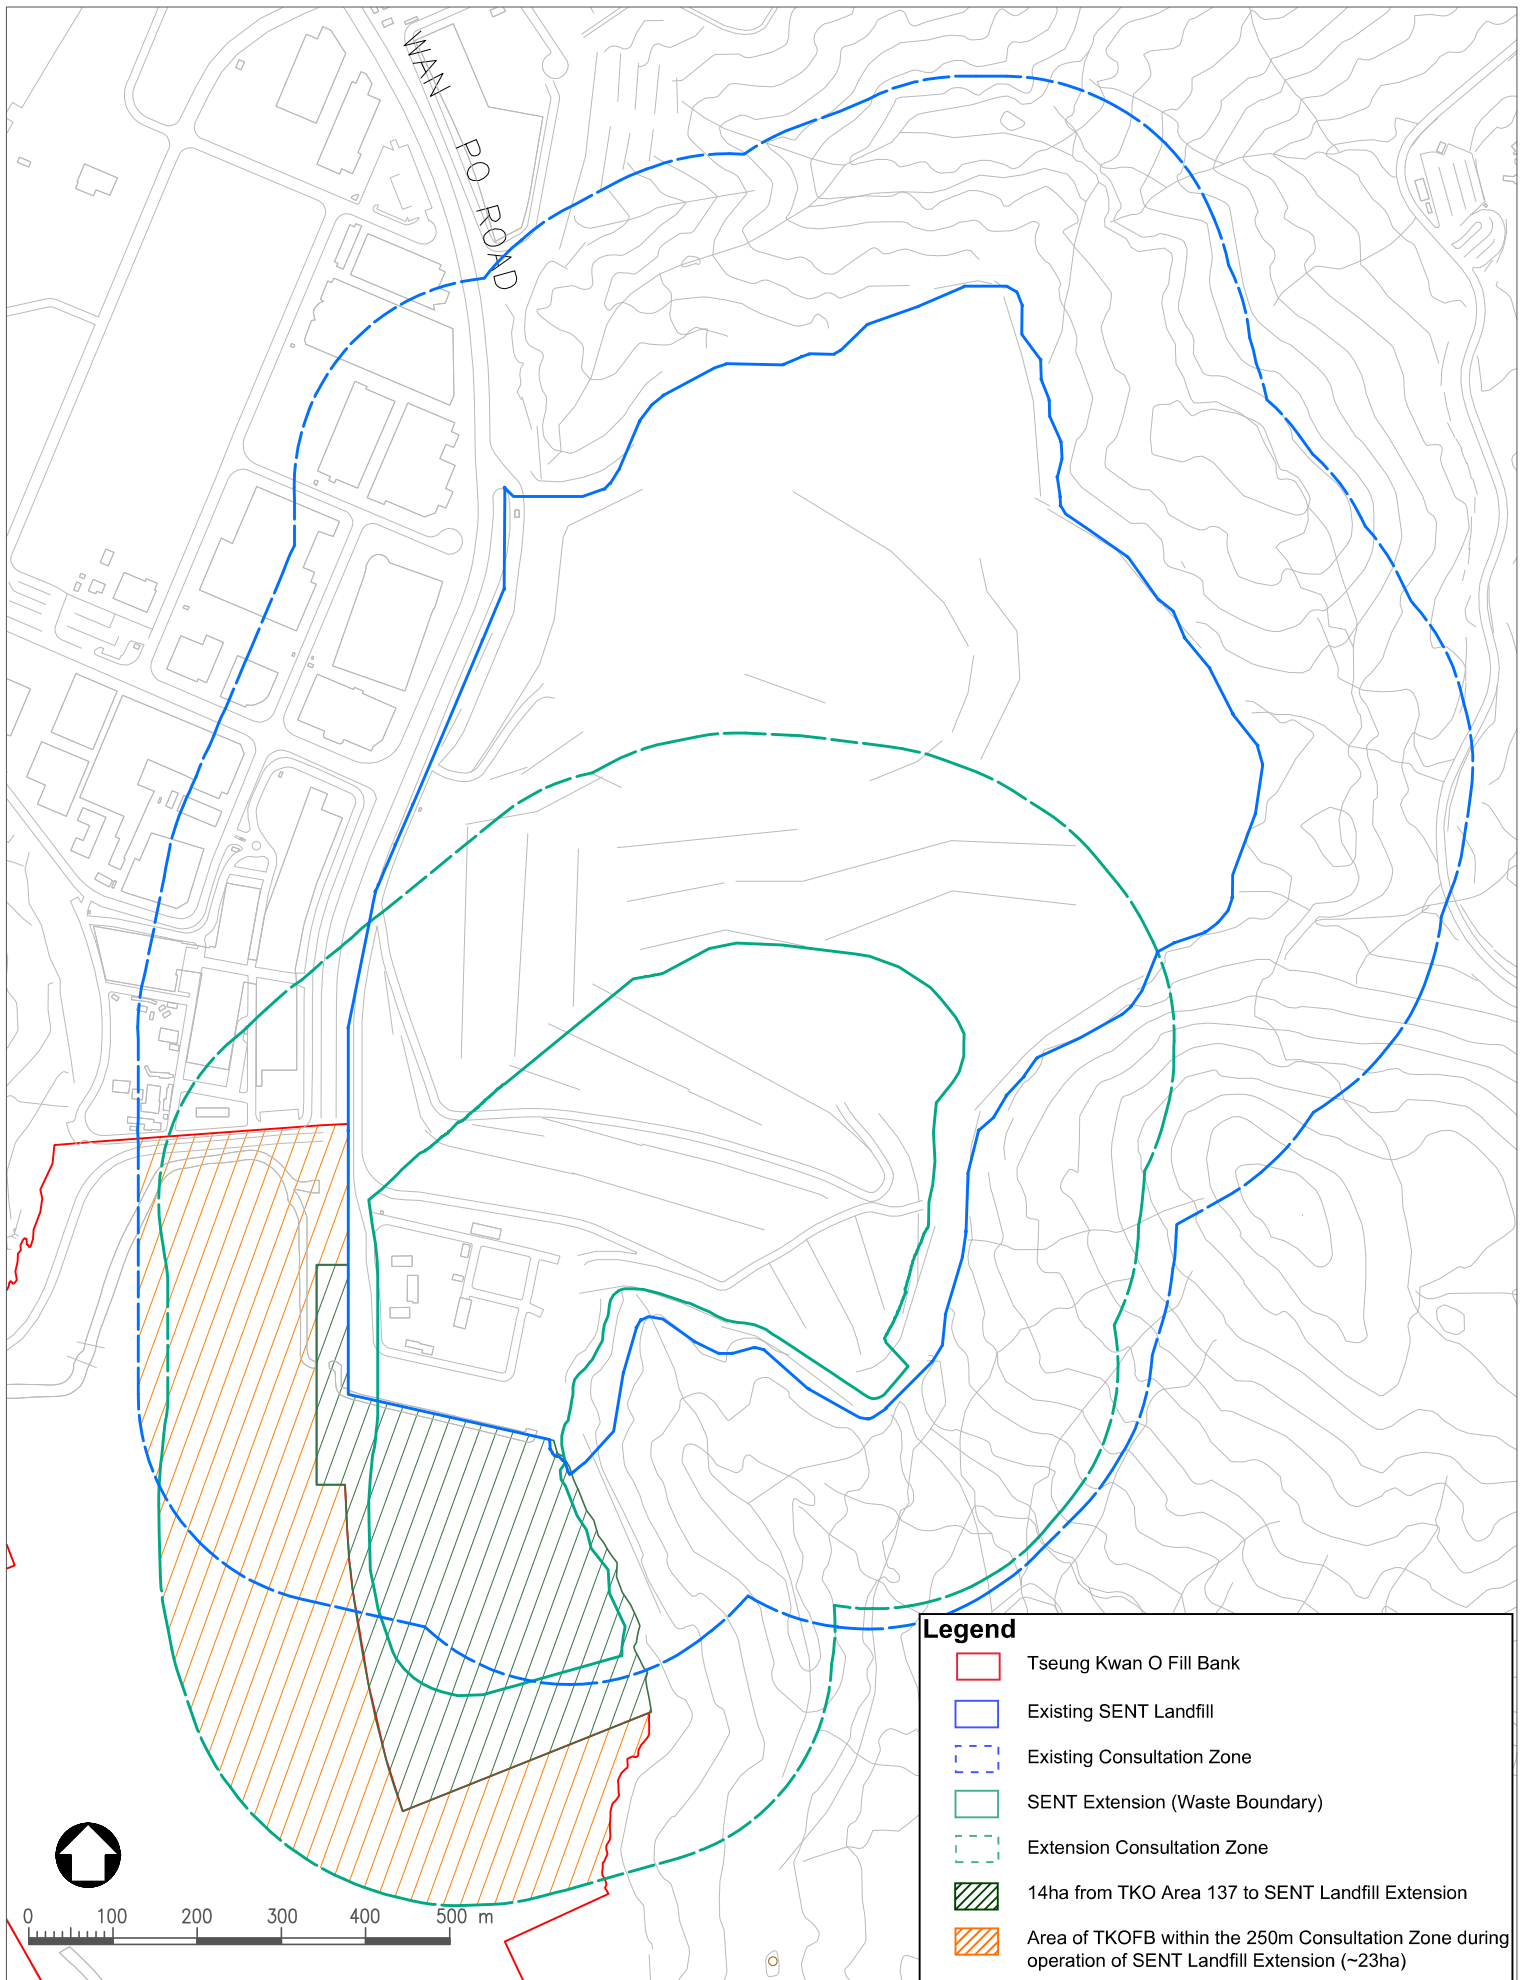 WAN PO ROAD
Legend
Tseung Kwan O Fill Bank
Existing SENT Landfill
Existing Consultation Zone
SENT Extension (Waste Boundary)
Extension Consultation Zone
14ha from TKO Area 137 to SENT Landfill Extension
Area of TKOFB within the 250m Consultation Zone during
operation of SENT Landfill Extension (~23ha)
0 100 200 300 400 500 m